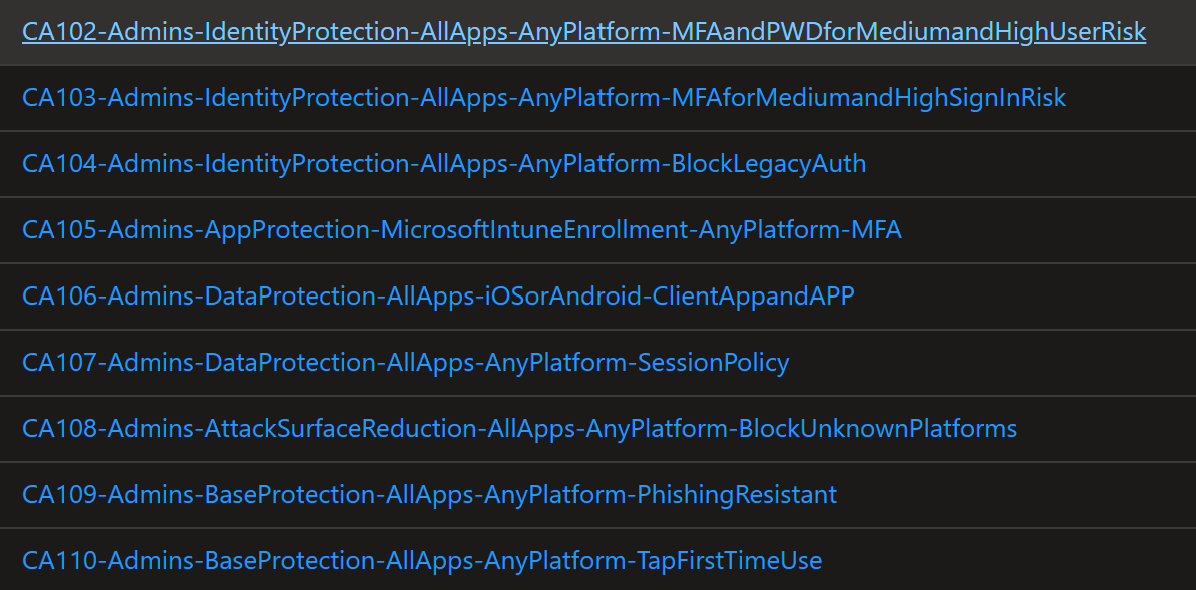 CA102-Admins-IdentityProtection-AllApps-AnyPlatform-MFAandPWDforMediumandHighUserRisk
CA103-Admins-IdentityProtection-AllApps-AnyPlatform-MFAforMediumandHighSignInRisk
CA104-Admins-IdentityProtection-AllApps-AnyPlatform-BlockLegacyAuth
CA105-Admins-AppProtection-MicrosoftIntuneEnrollment-AnyPlatform-MFA
CA106-Admins-DataProtection-AllApps-iOSorAndroid-ClientAppandAPP
CA107-Admins-DataProtection-AllApps-AnyPlatform-SessionPolicy
CA108-Admins-AttackSurfaceReduction-AllApps-AnyPlatform-BlockUnknownPlatforms
CA109-Admins-BaseProtection-AllApps-AnyPlatform-PhishingResistant
CA110-Admins-BaseProtection-AllApps-AnyPlatform-TapFirstTimeUse